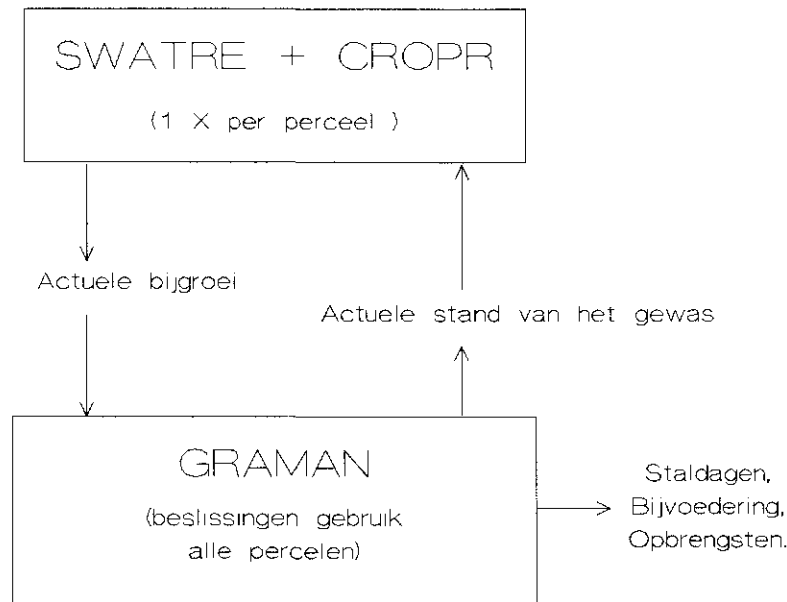 SWATRE + CROPR
(1 X per perceel )
Actuele bijgroei
Actuele stand van het gewas
GRAMAN
(beslissingen gebruik
alle percelen)
Staldagen,
Bijvoedering,
Opbrengsten.